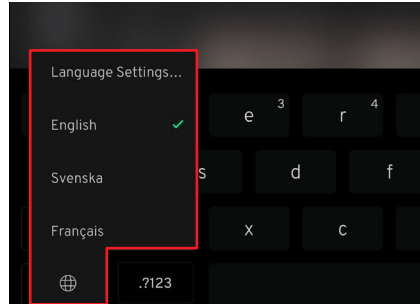 Language Settings...
English
Svenska
Français
e 3 r 4
s d f
x c
.?123